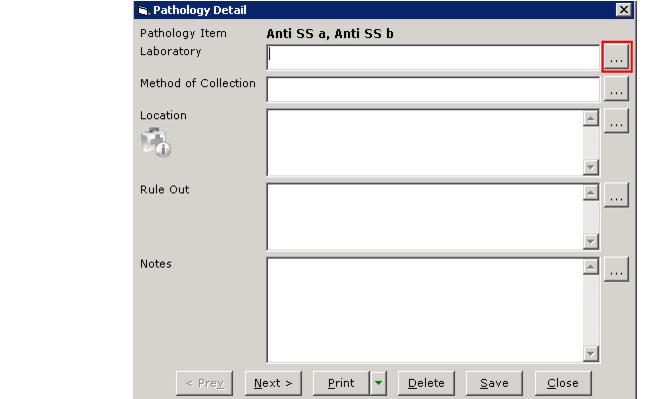 Pathology Detail
Pathology Item Anti SS a, Anti SS b
Laboratory ...
Method of Collection ...
Location ...
Rule Out ...
Notes ...
< Prev Next > Print Delete Save Close